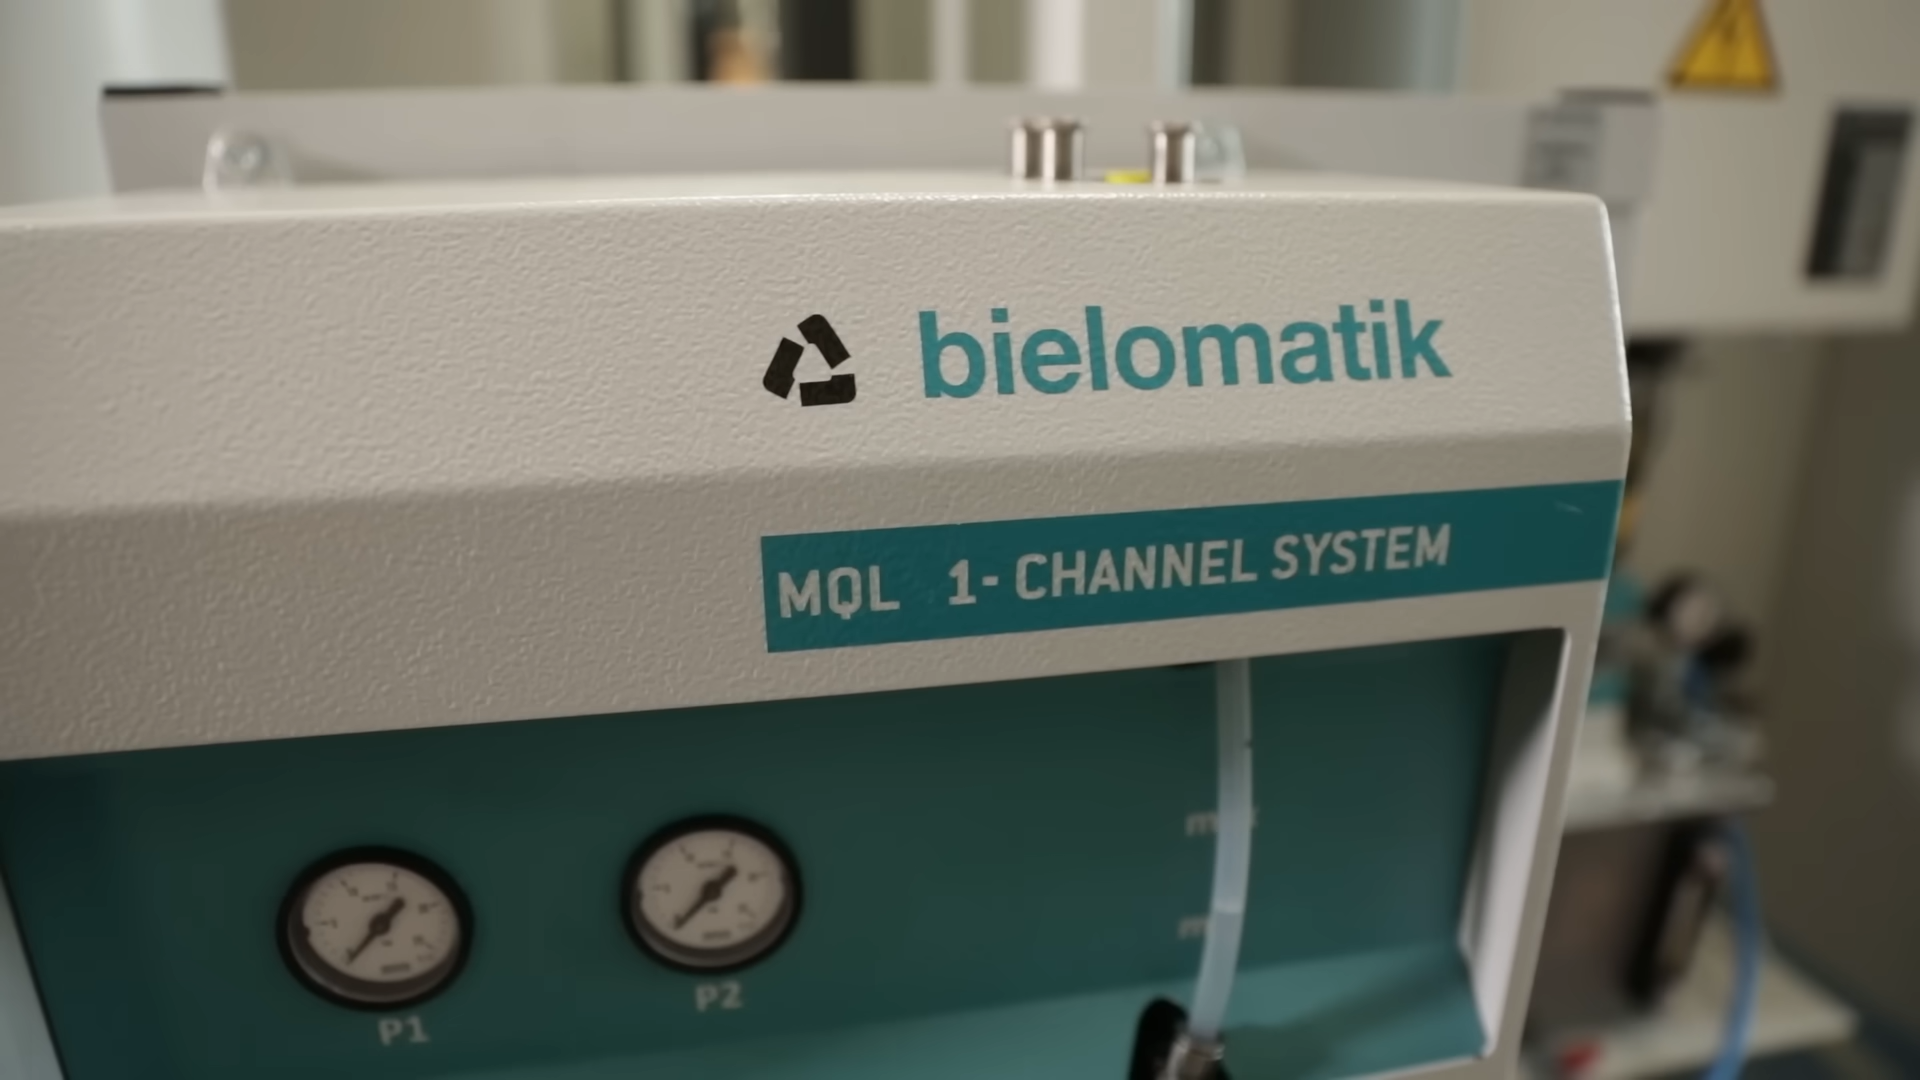 bielomatik
MQL 1- CHANNEL SYSTEM
P2
P1